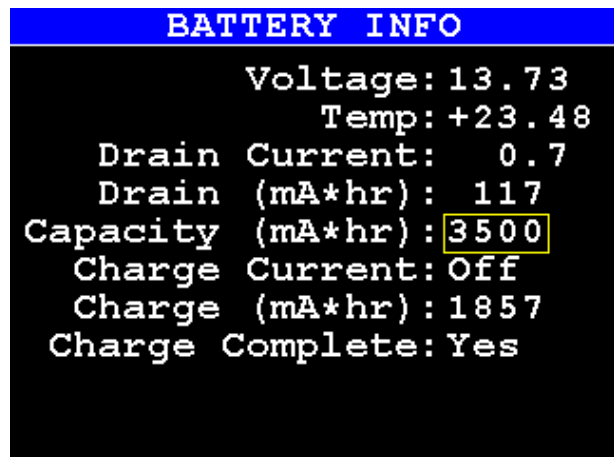 BATTERY INFO
Voltage: 13.73
Temp: +23.48
Drain Current: 0.7
Drain (mA*hr): 117
Capacity (mA*hr): 3500
Charge Current: Off
Charge (mA*hr): 1857
Charge Complete: Yes